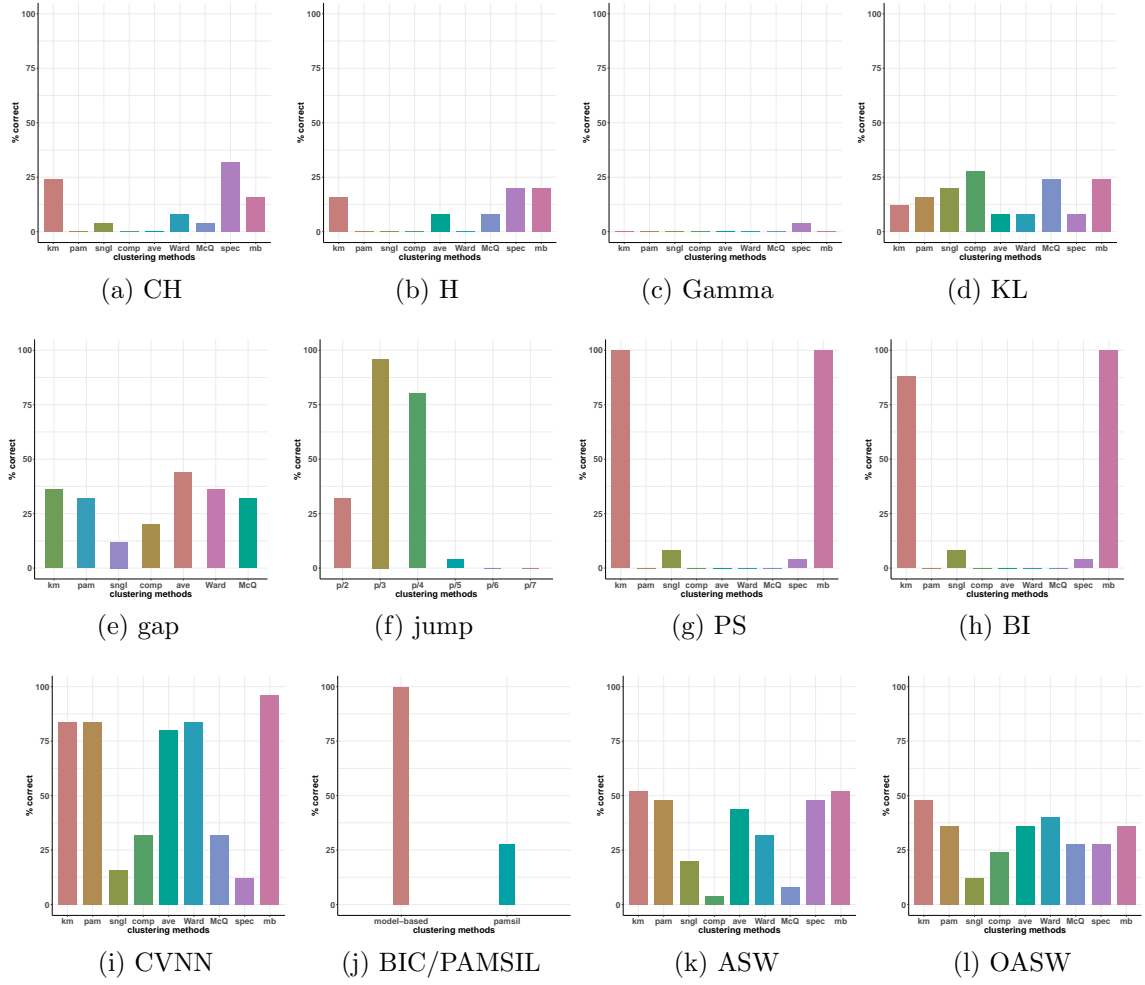 100
75
50
25
0
% correct
km pam sngl comp ave Ward McQ spec mb
clustering methods
(a) CH
100
75
50
25
0
% correct
km pam sngl comp ave Ward McQ spec mb
clustering methods
(b) H
100
75
50
25
0
% correct
km pam sngl comp ave Ward McQ spec mb
clustering methods
(c) Gamma
100
75
50
25
0
% correct
km pam sngl comp ave Ward McQ spec mb
clustering methods
(d) KL
100
75
50
25
0
% correct
km pam sngl comp ave Ward McQ
clustering methods
(e) gap
100
75
50
25
0
% correct
p/2 p/3 p/4 p/5 p/6 p/7
clustering methods
(f) jump
100
75
50
25
0
% correct
km pam sngl comp ave Ward McQ spec mb
clustering methods
(g) PS
100
75
50
25
0
% correct
km pam sngl comp ave Ward McQ spec mb
clustering methods
(h) BI
100
75
50
25
0
% correct
km pam sngl comp ave Ward McQ spec mb
clustering methods
(i) CVNN
100
75
50
25
0
% correct
model-based pamsil
clustering methods
(j) BIC/PAMSIL
100
75
50
25
0
% correct
km pam sngl comp ave Ward McQ spec mb
clustering methods
(k) ASW
100
75
50
25
0
% correct
km pam sngl comp ave Ward McQ spec mb
clustering methods
(l) OASW